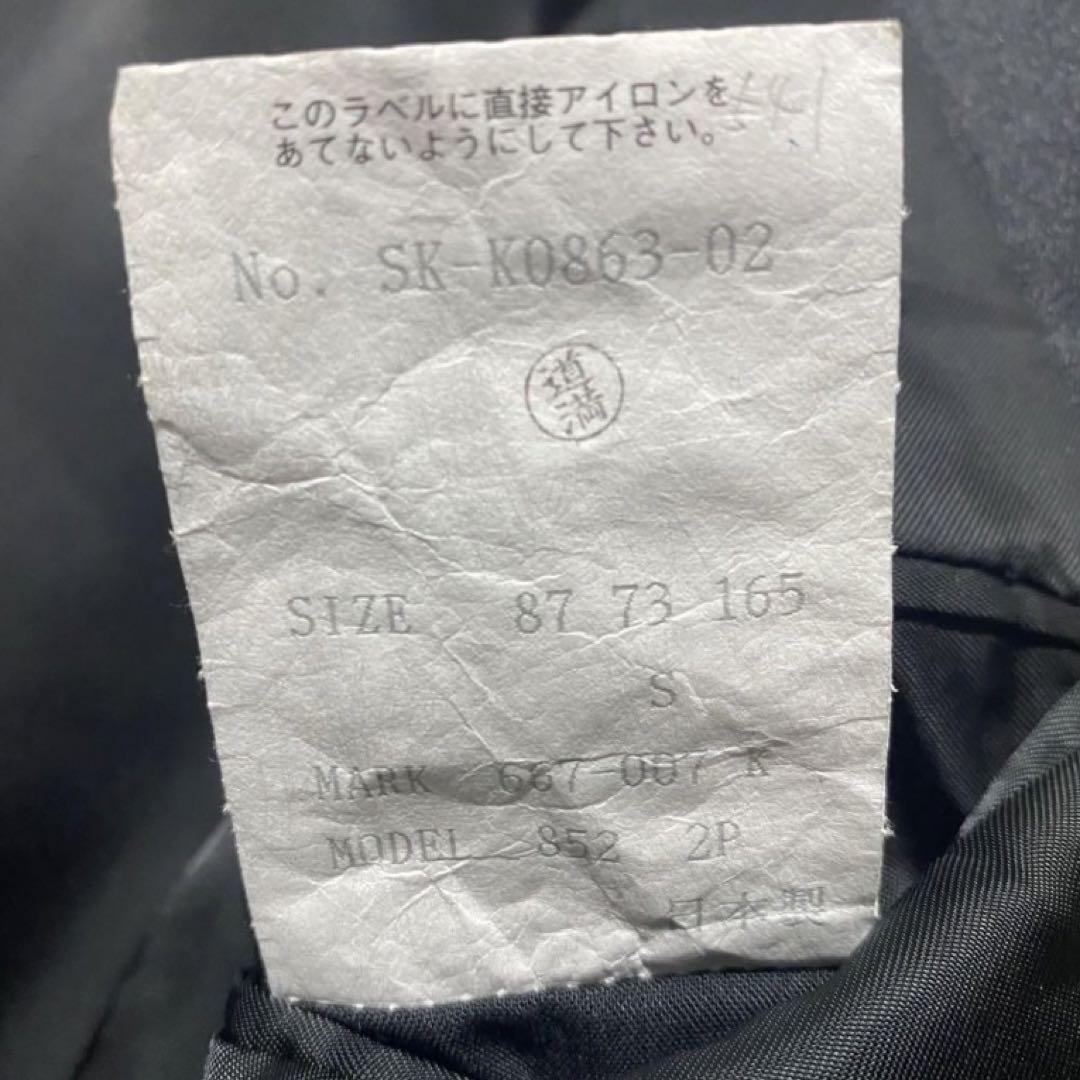 このラベルに直接アイロンを
あてないようにして下さい。
No. SK-K0863-02
道満
SIZE 87 73 165
S
MARK 667-007 K
MODEL 852 2P
日本製